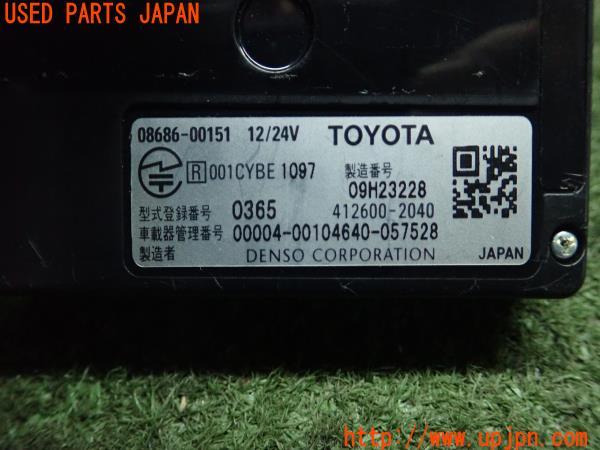 USED PARTS JAPAN
08686-00151 12/24V TOYOTA
R 001CYBE1097 製造番号
09H23228
型式登録番号 0365 412600-2040
車載器管理番号 00004-00104640-057528
製造者 DENSO CORPORATION JAPAN
http://www.upjpn.com